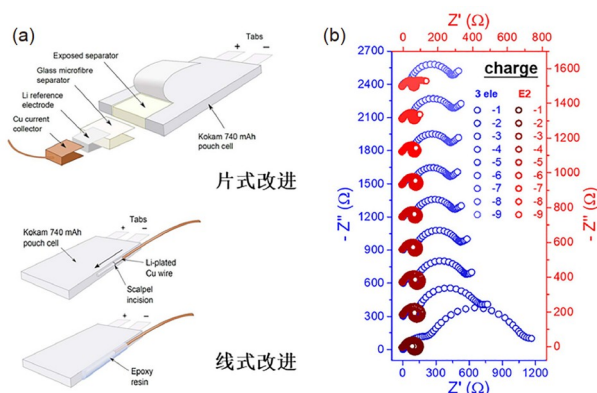 (a)
Tabs
+ −
Exposed separator
Glass microfibre
separator
Li reference
electrode
Cu current
collector
Kokam 740 mAh
pouch cell
片式改进
Kokam 740 mAh
pouch cell
Tabs
+ −
Li-plated
Cu wire
Scalpel
incision
+ −
Epoxy
resin
线式改进
(b)
Z' (Ω)
0 200 400 600 800
charge
3 ele E2
-1 -1
-2 -2
-3 -3
-4 -4
-5 -5
-6 -6
-7 -7
-8 -8
-9 -9
- Z'' (Ω)
2700
2400
2100
1800
1500
1200
900
600
300
0
- Z'' (Ω)
1600
1400
1200
1000
800
600
400
200
0
0 300 600 900 1200
Z' (Ω)